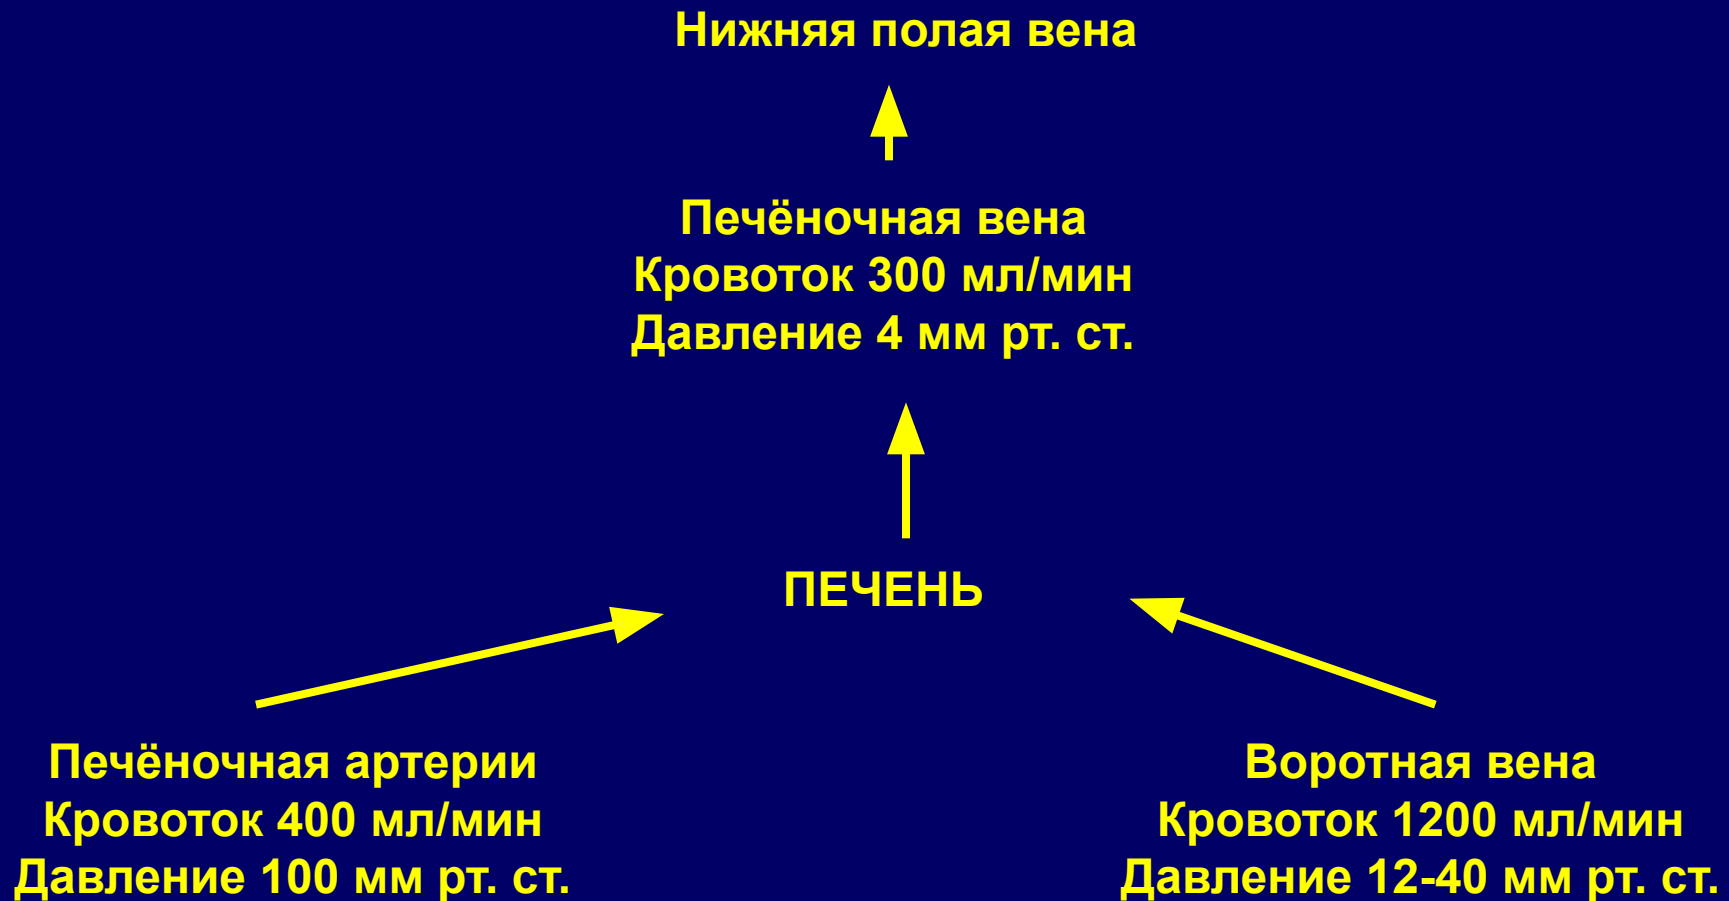 Нижняя полая вена
Печёночная вена
Кровоток 300 мл/мин
Давление 4 мм рт. ст.
ПЕЧЕНЬ
Печёночная артерии
Кровоток 400 мл/мин
Давление 100 мм рт. ст.
Воротная вена
Кровоток 1200 мл/мин
Давление 12-40 мм рт. ст.